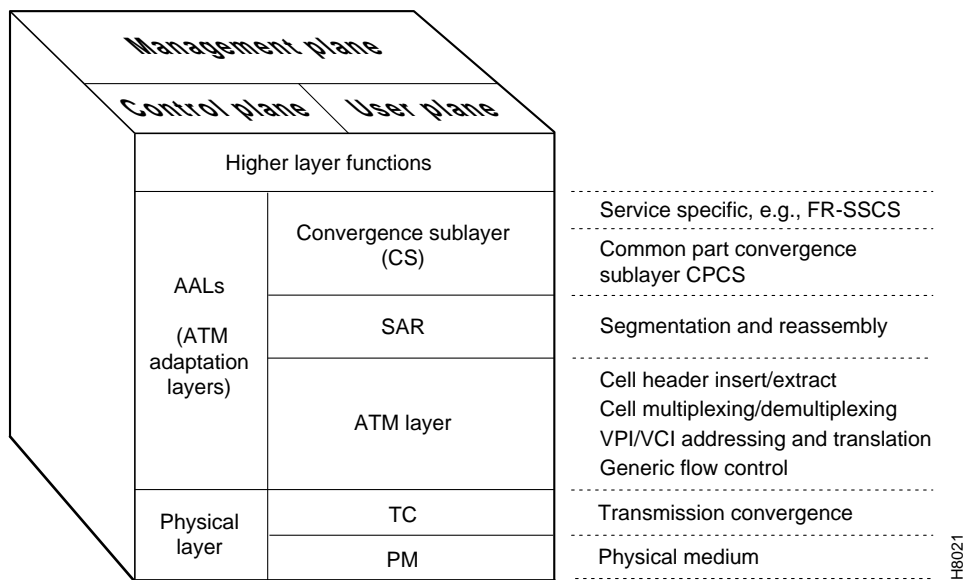 Management plane
Control plane
User plane
Higher layer functions
AALs
(ATM
adaptation
layers)
Convergence sublayer
(CS)
Service specific, e.g., FR-SSCS
Common part convergence
sublayer CPCS
SAR
Segmentation and reassembly
ATM layer
Cell header insert/extract
Cell multiplexing/demultiplexing
VPI/VCI addressing and translation
Generic flow control
Physical
layer
TC
Transmission convergence
PM
Physical medium
H8021